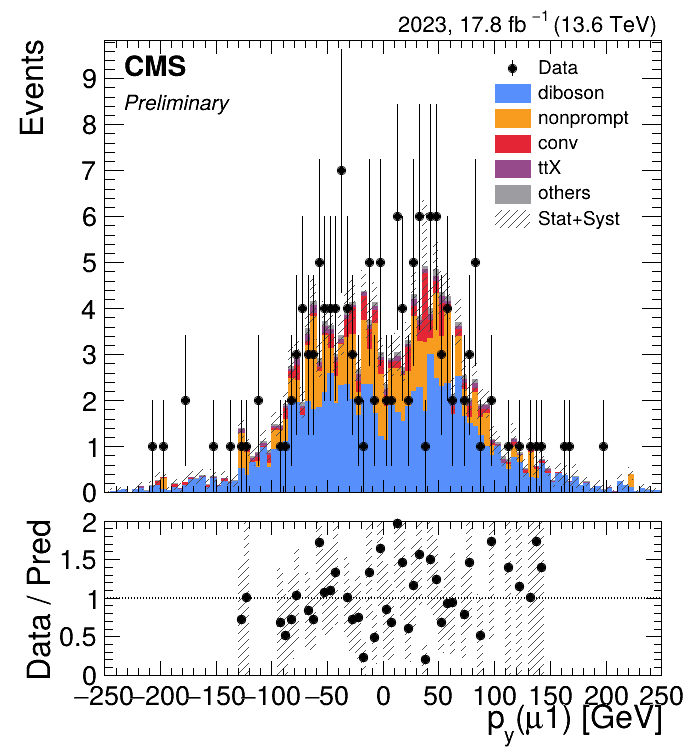 2023, 17.8 fb⁻¹ (13.6 TeV)
CMS
Preliminary
Events
Data
diboson
nonprompt
conv
ttX
others
Stat+Syst
9
8
7
6
5
4
3
2
1
0
Data / Pred
2
1.5
1
0.5
0
−250 −200 −150 −100 −50 0 50 100 150 200 250
p_y(μ1) [GeV]